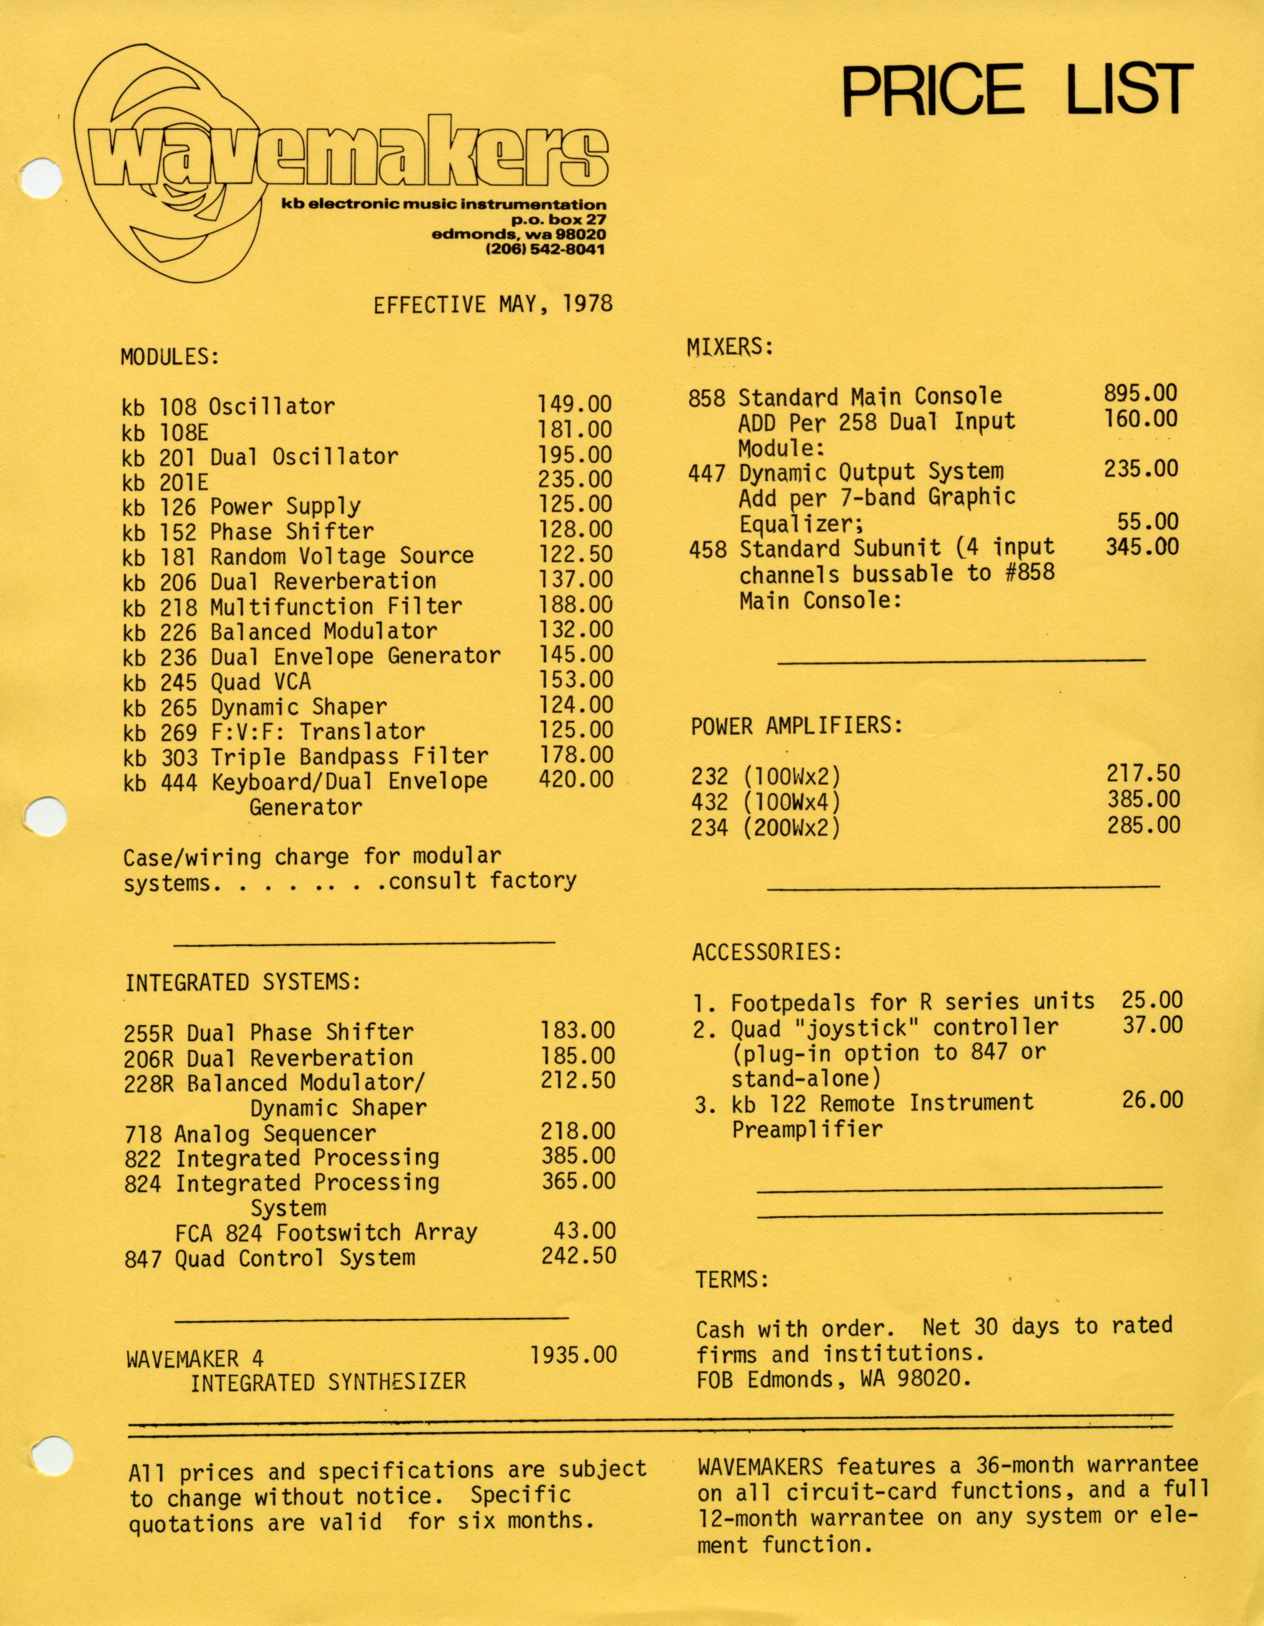 PRICE LIST
wavemakers
kb electronic music instrumentation
p.o. box 27
edmonds, wa 98020
(206) 542-8041
EFFECTIVE MAY, 1978
MODULES:
kb 108 Oscillator 149.00
kb 108E 181.00
kb 201 Dual Oscillator 195.00
kb 201E 235.00
kb 126 Power Supply 125.00
kb 152 Phase Shifter 128.00
kb 181 Random Voltage Source 122.50
kb 206 Dual Reverberation 137.00
kb 218 Multifunction Filter 188.00
kb 226 Balanced Modulator 132.00
kb 236 Dual Envelope Generator 145.00
kb 245 Quad VCA 153.00
kb 265 Dynamic Shaper 124.00
kb 269 F:V:F: Translator 125.00
kb 303 Triple Bandpass Filter 178.00
kb 444 Keyboard/Dual Envelope 420.00
Generator
Case/wiring charge for modular
systems. . . . .. . .consult factory
INTEGRATED SYSTEMS:
255R Dual Phase Shifter 183.00
206R Dual Reverberation 185.00
228R Balanced Modulator/ 212.50
Dynamic Shaper
718 Analog Sequencer 218.00
822 Integrated Processing 385.00
824 Integrated Processing 365.00
System
FCA 824 Footswitch Array 43.00
847 Quad Control System 242.50
WAVEMAKER 4 1935.00
INTEGRATED SYNTHESIZER
MIXERS:
858 Standard Main Console 895.00
ADD Per 258 Dual Input 160.00
Module:
447 Dynamic Output System 235.00
Add per 7-band Graphic
Equalizer; 55.00
458 Standard Subunit (4 input 345.00
channels bussable to #858
Main Console:
POWER AMPLIFIERS:
232 (100Wx2) 217.50
432 (100Wx4) 385.00
234 (200Wx2) 285.00
ACCESSORIES:
1. Footpedals for R series units 25.00
2. Quad "joystick" controller 37.00
(plug-in option to 847 or
stand-alone)
3. kb 122 Remote Instrument 26.00
Preamplifier
TERMS:
Cash with order. Net 30 days to rated
firms and institutions.
FOB Edmonds, WA 98020.
All prices and specifications are subject
to change without notice. Specific
quotations are valid for six months.
WAVEMAKERS features a 36-month warrantee
on all circuit-card functions, and a full
12-month warrantee on any system or ele-
ment function.